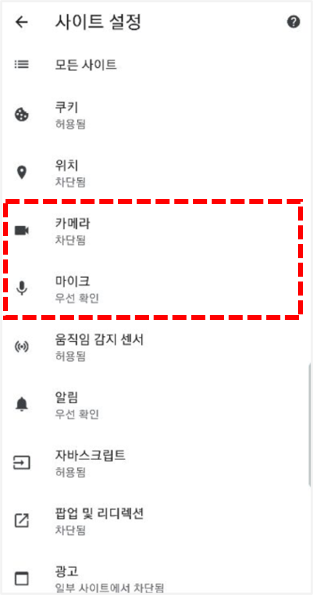 사이트 설정
모든 사이트
쿠키
허용됨
위치
차단됨
카메라
차단됨
마이크
우선 확인
움직임 감지 센서
허용됨
알림
우선 확인
자바스크립트
허용됨
팝업 및 리디렉션
차단됨
광고
일부 사이트에서 차단됨